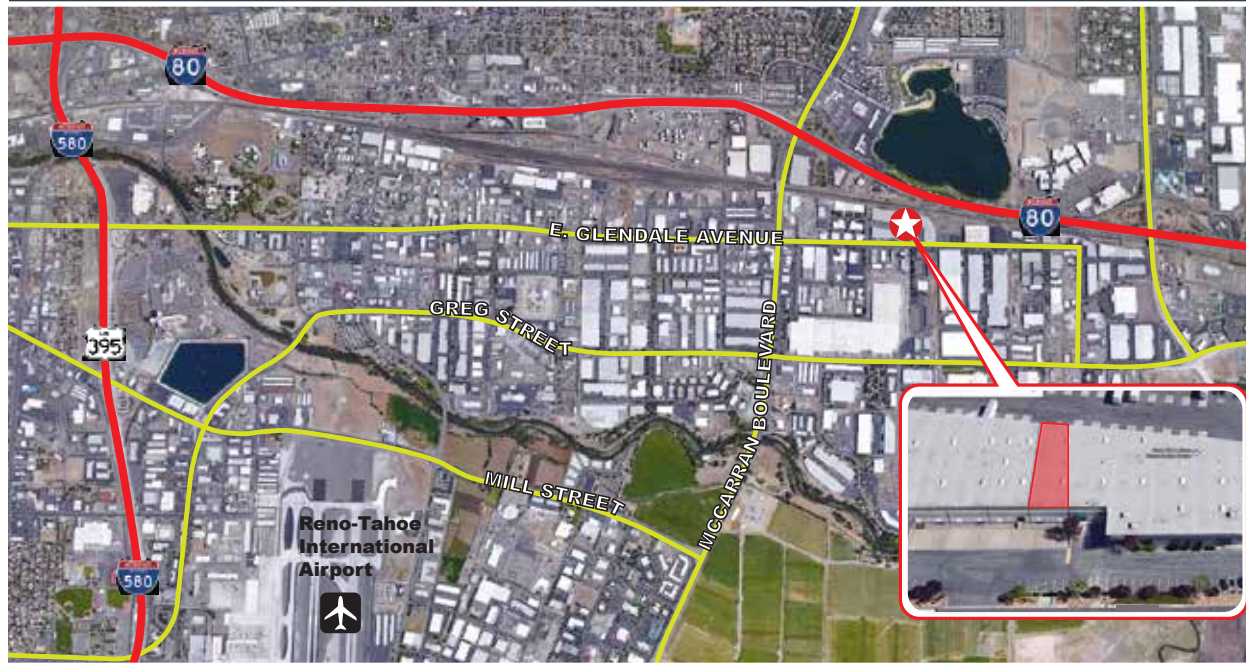 80
580
E. GLENDALE AVENUE
80
GREG STREET
395
MCCARRAN BOULEVARD
MILL STREET
Reno-Tahoe
International
Airport
580